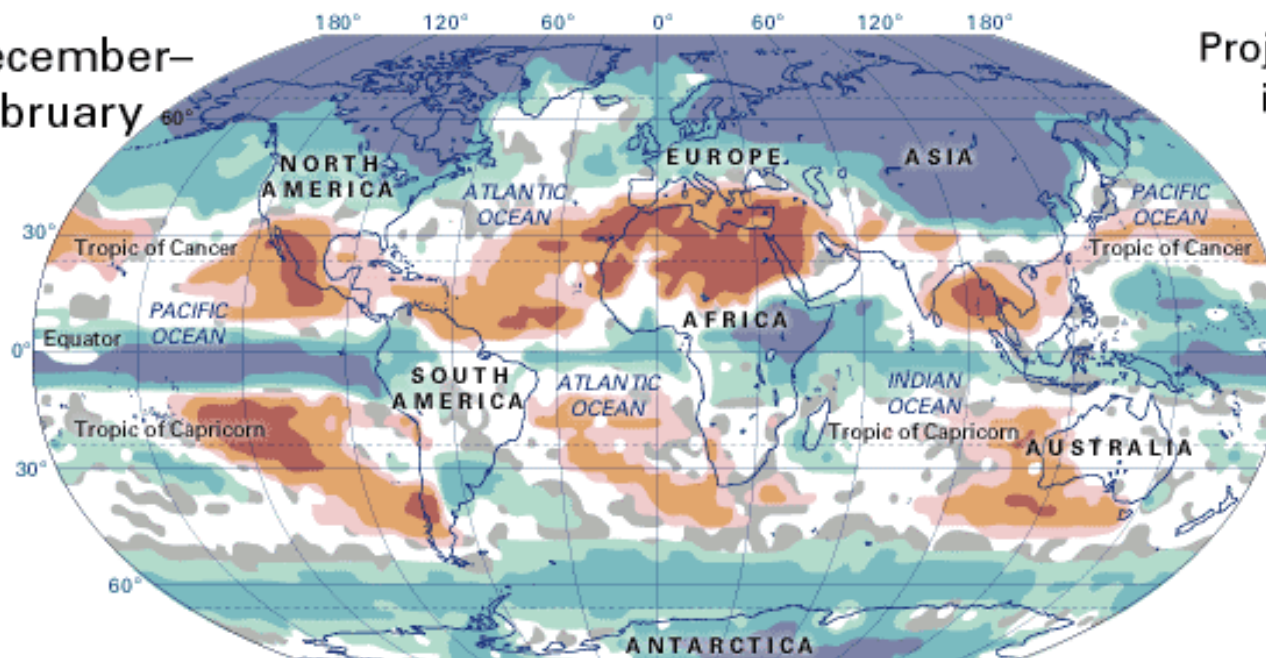 180° 120° 60° 0° 60° 120° 180°
ecember–
bruary
Proj
i
60°
NORTH
AMERICA
EUROPE
ASIA
ATLANTIC
OCEAN
PACIFIC
OCEAN
30°
Tropic of Cancer
Tropic of Cancer
PACIFIC
OCEAN
AFRICA
Equator
0°
SOUTH
AMERICA
ATLANTIC
OCEAN
INDIAN
OCEAN
Tropic of Capricorn
Tropic of Capricorn
AUSTRALIA
30°
60°
ANTARCTICA